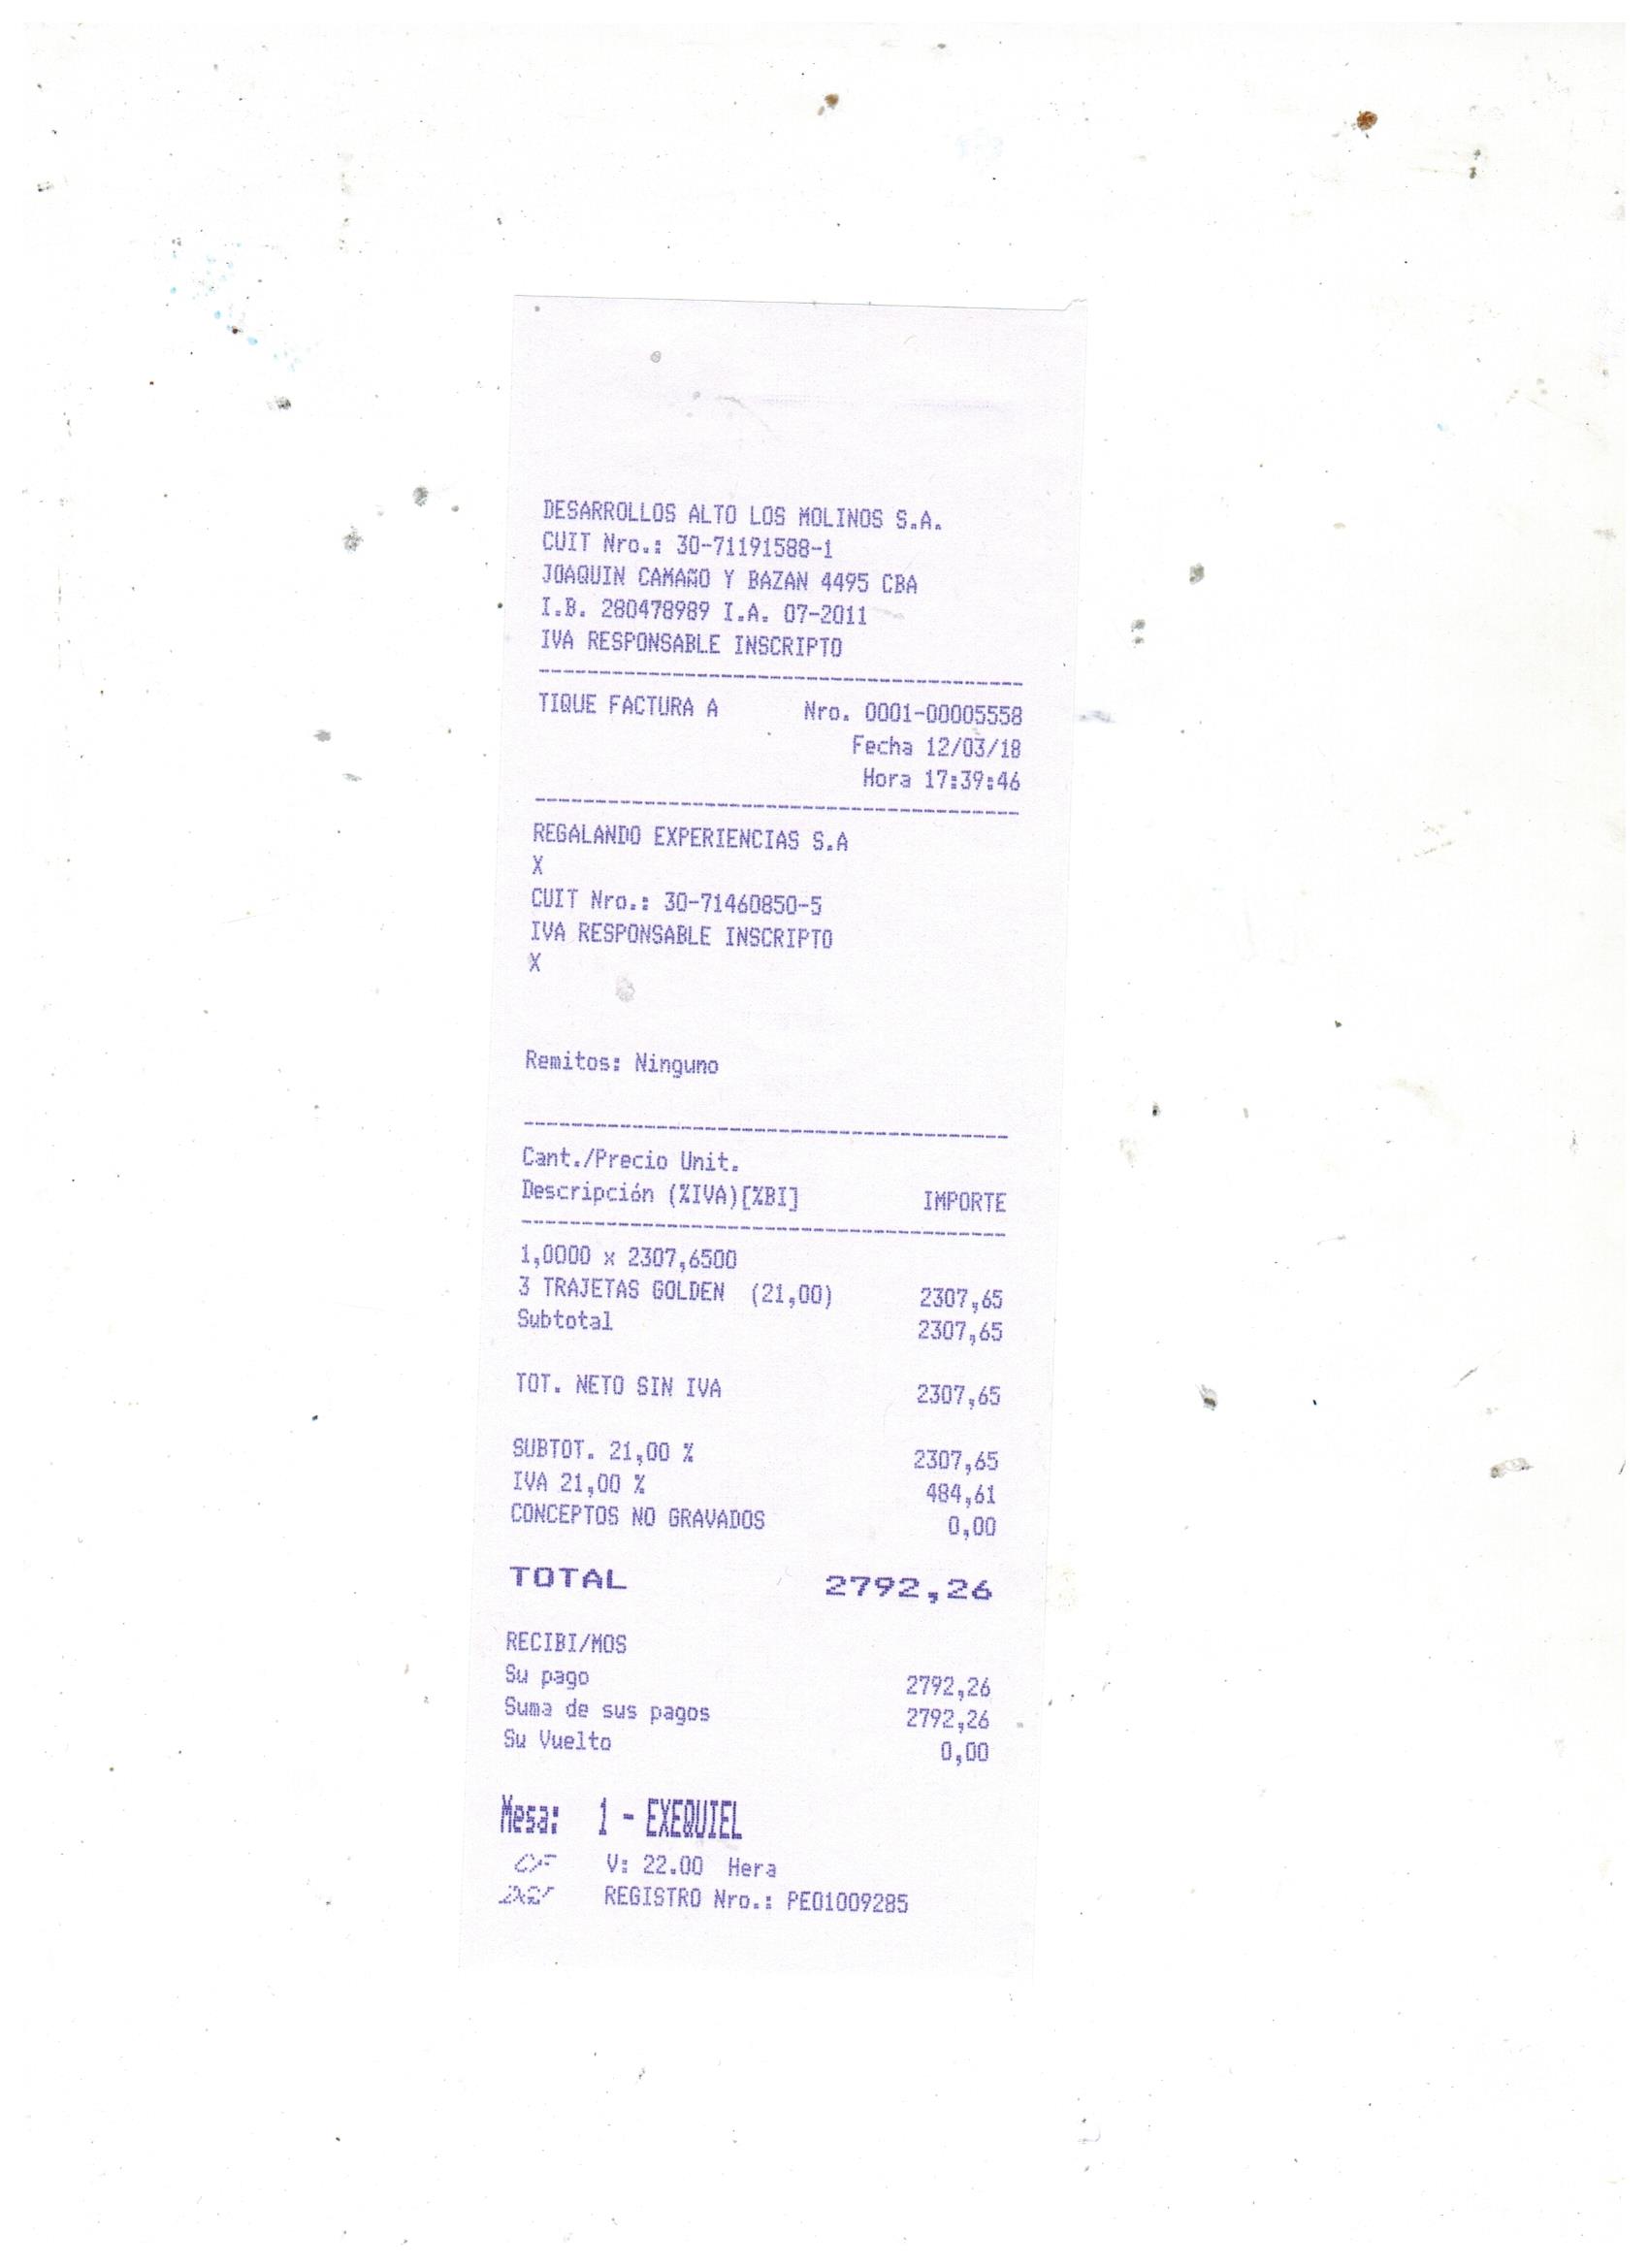 DESARROLLOS ALTO LOS MOLINOS S.A.
CUIT Nro.: 30-71191588-1
JOAQUIN CAMAÑO Y BAZAN 4495 CBA
I.B. 280478989 I.A. 07-2011
IVA RESPONSABLE INSCRIPTO
TIQUE FACTURA A Nro. 0001-00005558
Fecha 12/03/18
Hora 17:39:46
REGALANDO EXPERIENCIAS S.A
X
CUIT Nro.: 30-71460850-5
IVA RESPONSABLE INSCRIPTO
X
Remitos: Ninguno
Cant./Precio Unit.
Descripción (%IVA)[%BI] IMPORTE
1,0000 x 2307,6500
3 TRAJETAS GOLDEN (21,00) 2307,65
Subtotal 2307,65
TOT. NETO SIN IVA 2307,65
SUBTOT. 21,00 % 2307,65
IVA 21,00 % 484,61
CONCEPTOS NO GRAVADOS 0,00
TOTAL 2792,26
RECIBI/MOS
Su pago 2792,26
Suma de sus pagos 2792,26
Su Vuelto 0,00
Mesa: 1 - EXEQUIEL
CF V: 22.00 Hera
REGISTRO Nro.: PEO1009285